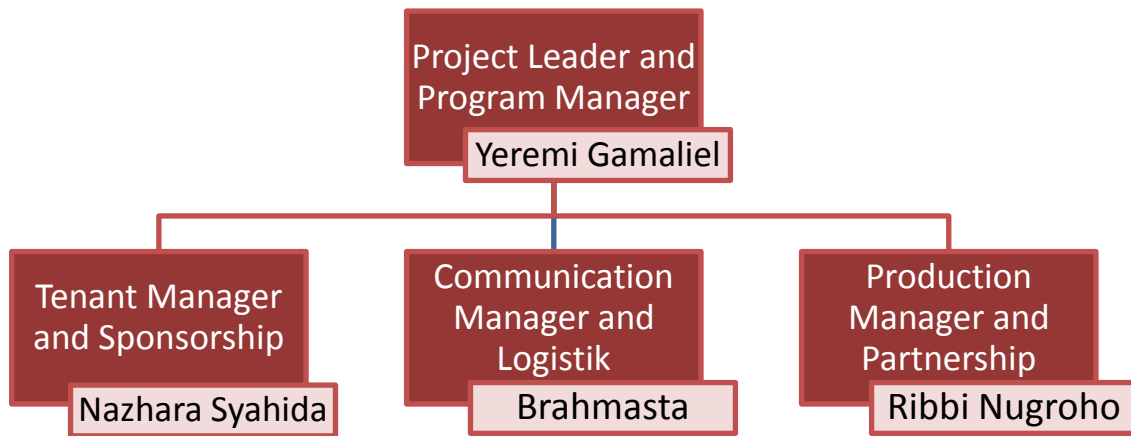 Project Leader and
Program Manager
Yeremi Gamaliel
Tenant Manager
and Sponsorship
Nazhara Syahida
Communication
Manager and
Logistik
Brahmasta
Production
Manager and
Partnership
Ribbi Nugroho